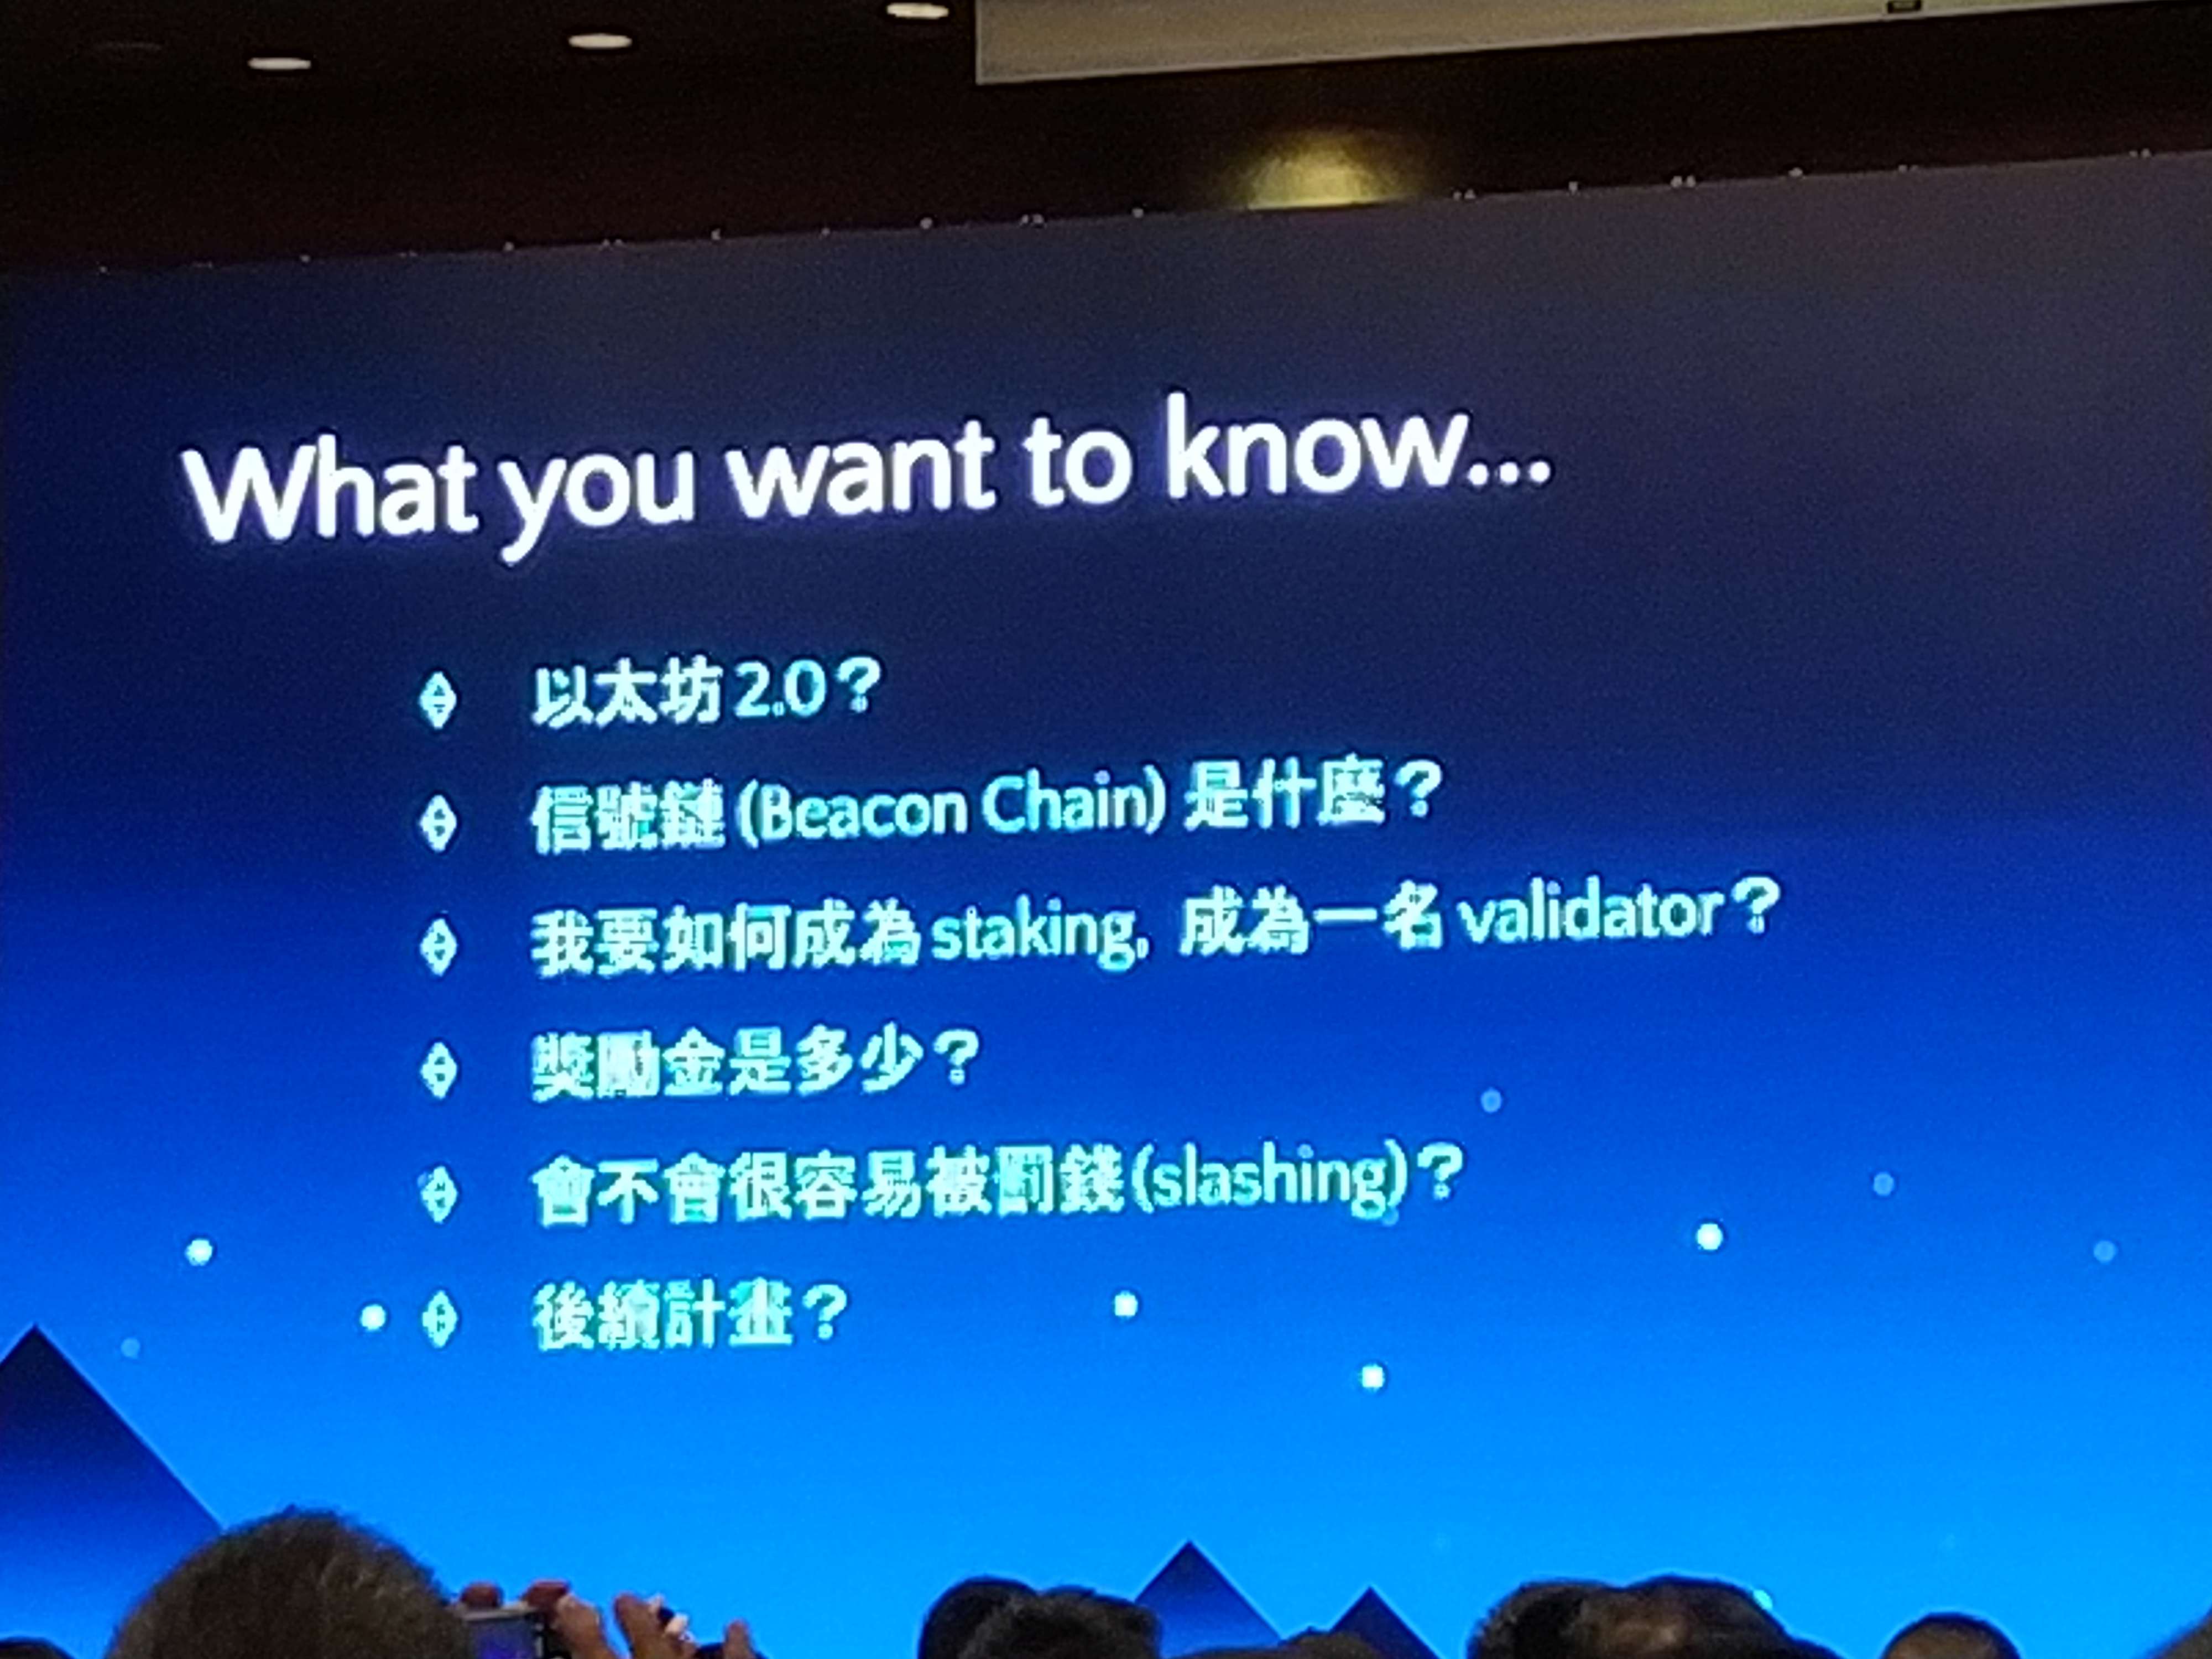 What you want to know...
以太坊 2.0？
信號鏈 (Beacon Chain) 是什麼？
我要如何成為 staking, 成為一名 validator？
獎勵金是多少？
會不會很容易被罰錢 (slashing)？
後續計畫？